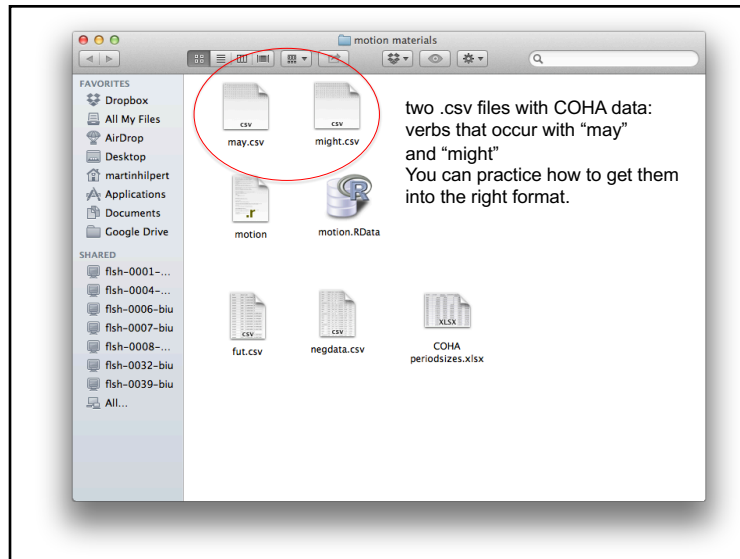 motion materials
FAVORITES
Dropbox
All My Files
AirDrop
Desktop
martinhilpert
Applications
Documents
Google Drive
SHARED
flsh-0001-...
flsh-0004-...
flsh-0006-biu
flsh-0007-biu
flsh-0008-...
flsh-0032-biu
flsh-0039-biu
All...
CSV
may.csv
CSV
might.csv
two .csv files with COHA data:
verbs that occur with “may”
and “might”
You can practice how to get them
into the right format.
.r
motion
R
motion.RData
CSV
fut.csv
CSV
negdata.csv
XLSX
COHA
periodsizes.xlsx